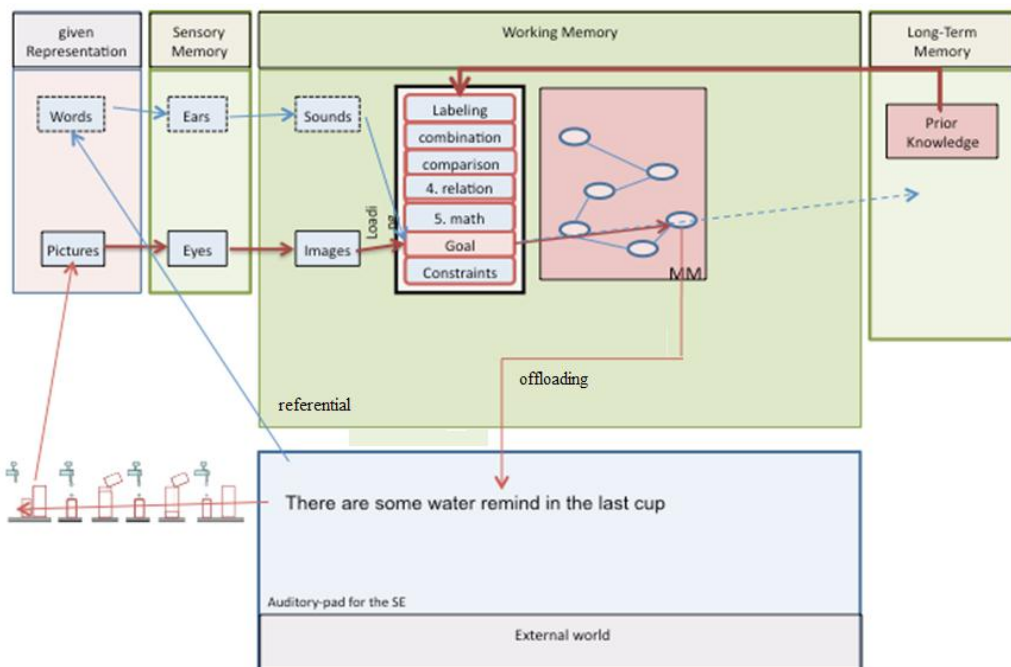 given
Representation
Sensory
Memory
Working Memory
Long-Term
Memory
Words
Ears
Sounds
Labeling
combination
comparison
4. relation
5. math
Goal
Constraints
Prior
Knowledge
Pictures
Eyes
Images
Loadi
ng
MM
offloading
referential
There are some water remind in the last cup
Auditory-pad for the SE
External world